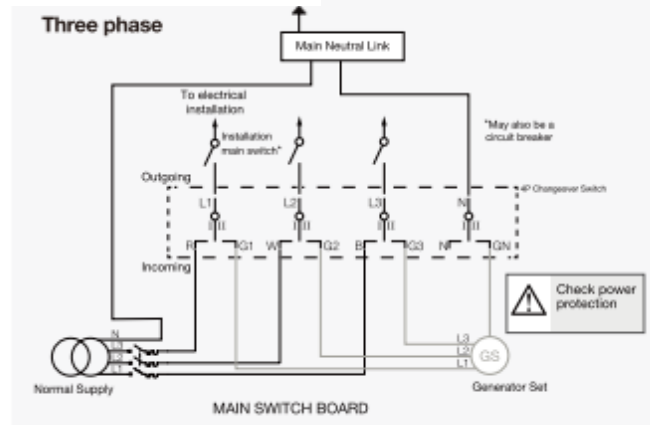 Three phase
Main Neutral Link
To electrical
installation
Installation
main switch*
*May also be a
circuit breaker
Outgoing
4P Changeover Switch
L1
L2
L3
N
I
II
I
II
I
II
I
II
R
G1
W
G2
B
G3
N
GN
Incoming
Check power
protection
N
L3
L2
L1
L3
L2
L1
GS
Normal Supply
Generator Set
MAIN SWITCH BOARD